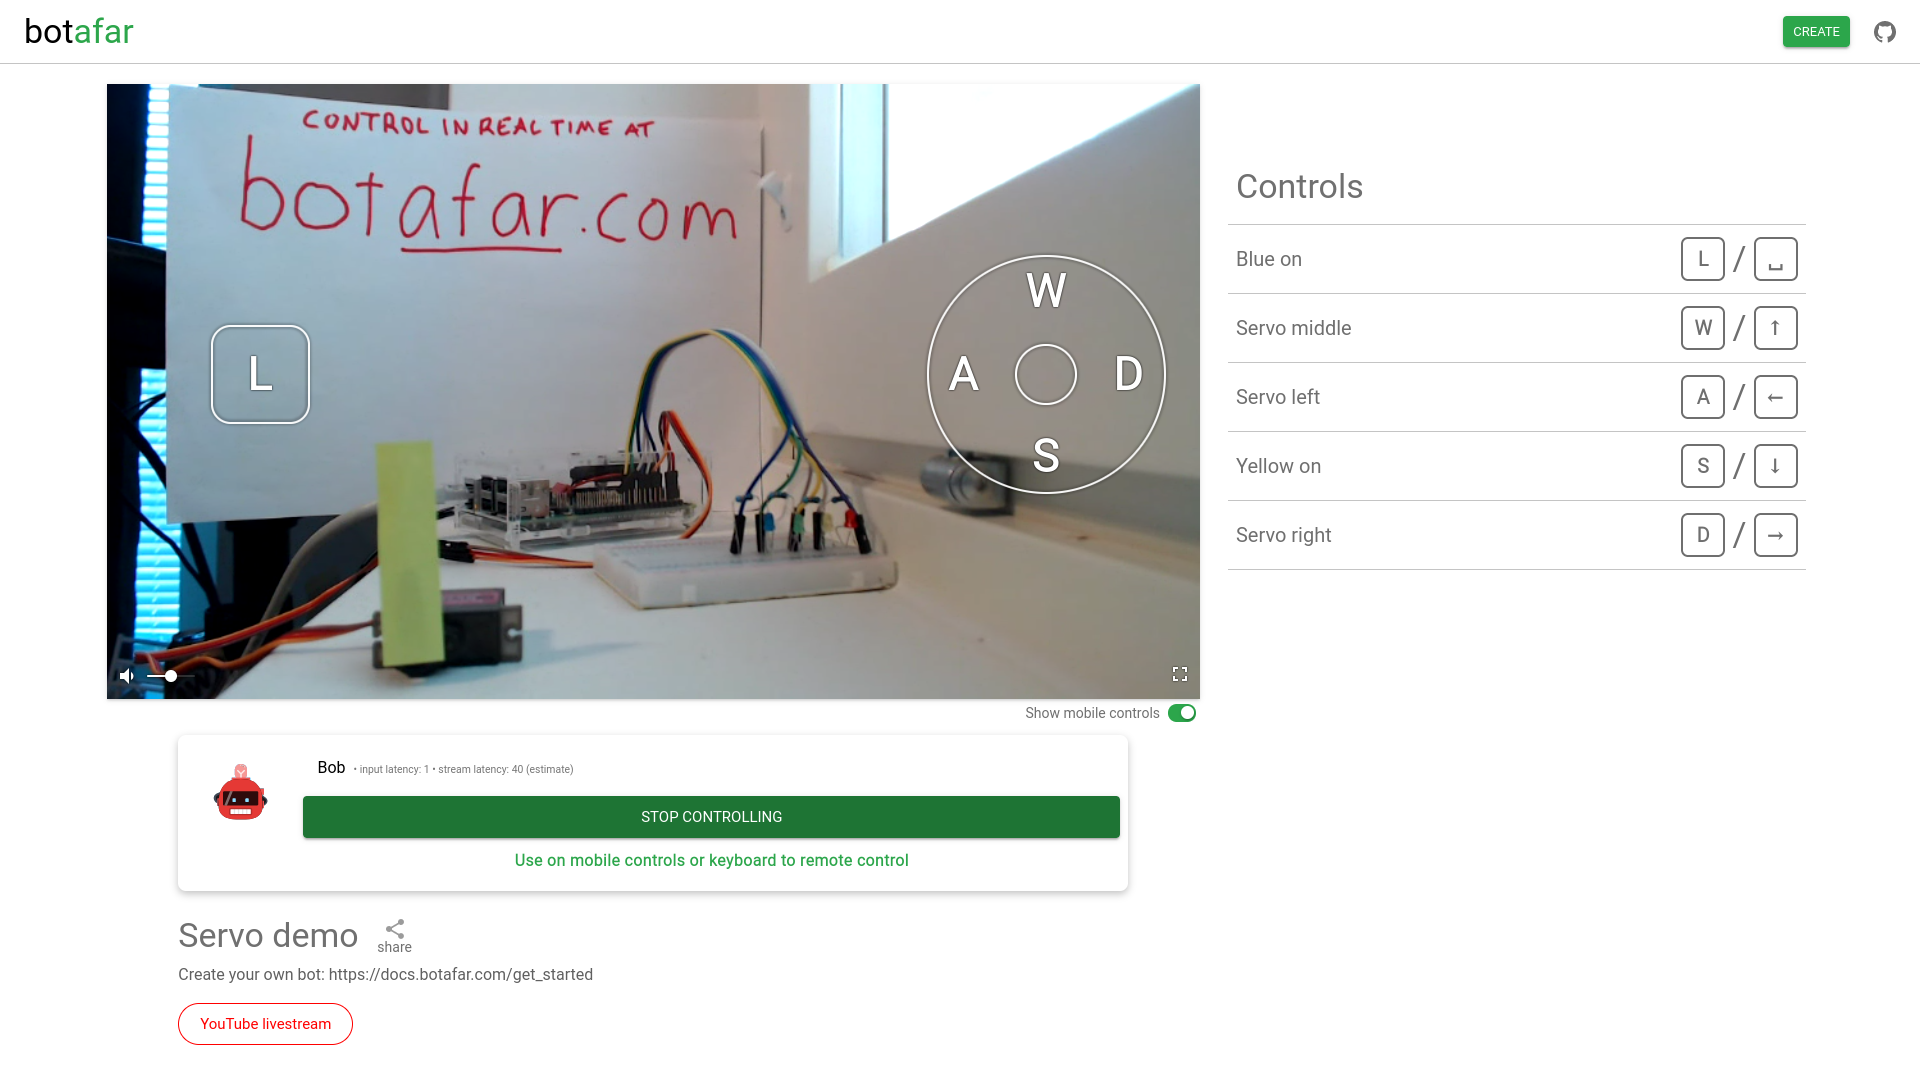 botafar
CREATE
CONTROL IN REAL TIME AT
botafar.com
L
W
A
D
S
Controls
Blue on L / ␣
Servo middle W / ↑
Servo left A / ←
Yellow on S / ↓
Servo right D / →
Show mobile controls
Bob • input latency: 1 • stream latency: 40 (estimate)
STOP CONTROLLING
Use on mobile controls or keyboard to remote control
Servo demo
share
Create your own bot: https://docs.botafar.com/get_started
YouTube livestream